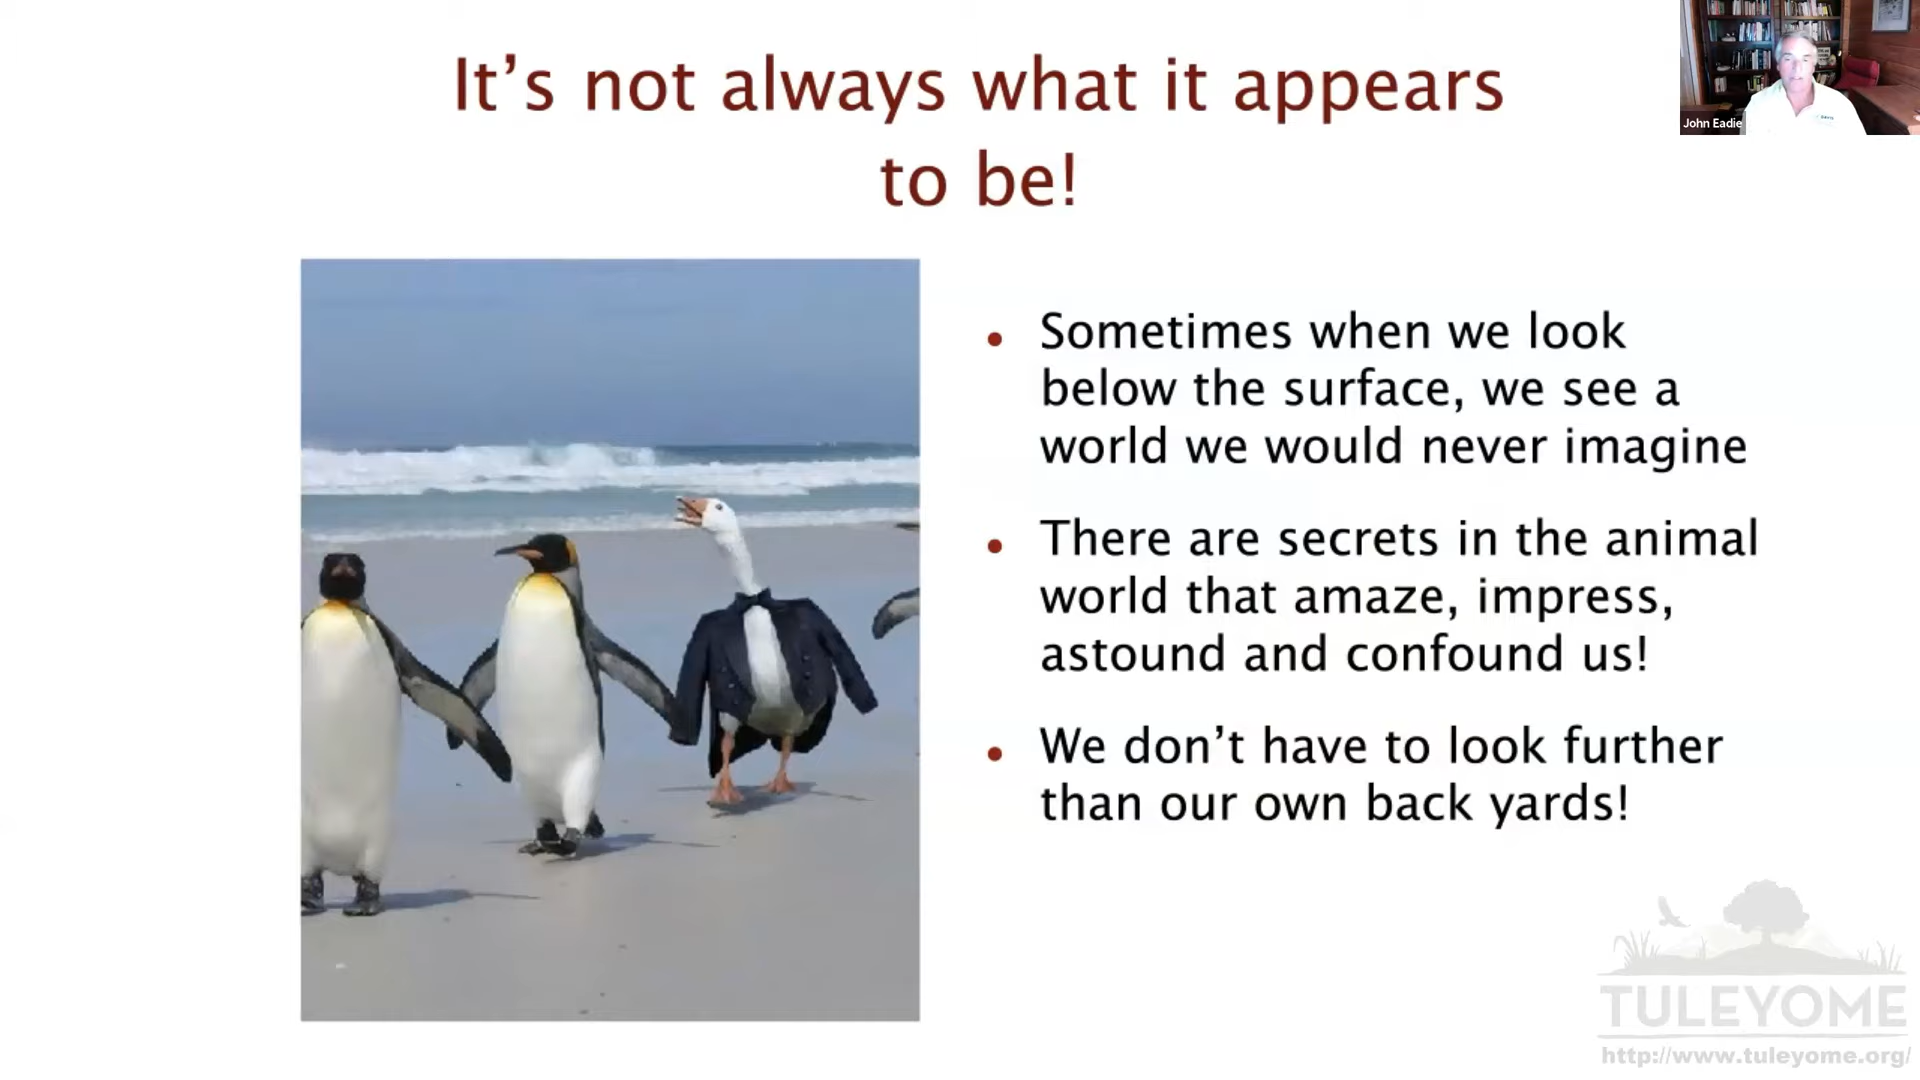 It’s not always what it appears
to be!
John Eadie
• Sometimes when we look
below the surface, we see a
world we would never imagine
• There are secrets in the animal
world that amaze, impress,
astound and confound us!
• We don’t have to look further
than our own back yards!
TULEYOME
http://www.tuleyome.org/